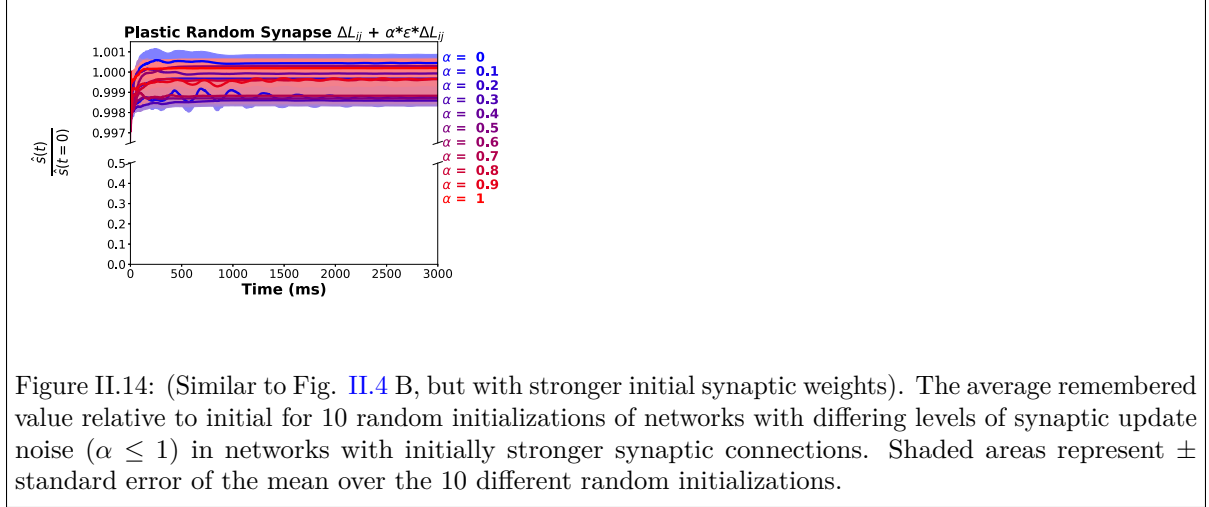 Plastic Random Synapse ΔL_ij + α*ε*ΔL_ij
1.001
1.000
0.999
0.998
0.997
0.5
0.4
0.3
0.2
0.1
0.0
ŝ(t)
ŝ(t = 0)
0 500 1000 1500 2000 2500 3000
Time (ms)
α = 0
α = 0.1
α = 0.2
α = 0.3
α = 0.4
α = 0.5
α = 0.6
α = 0.7
α = 0.8
α = 0.9
α = 1
Figure II.14: (Similar to Fig. II.4 B, but with stronger initial synaptic weights). The average remembered
value relative to initial for 10 random initializations of networks with differing levels of synaptic update
noise (α ≤ 1) in networks with initially stronger synaptic connections. Shaded areas represent ±
standard error of the mean over the 10 different random initializations.